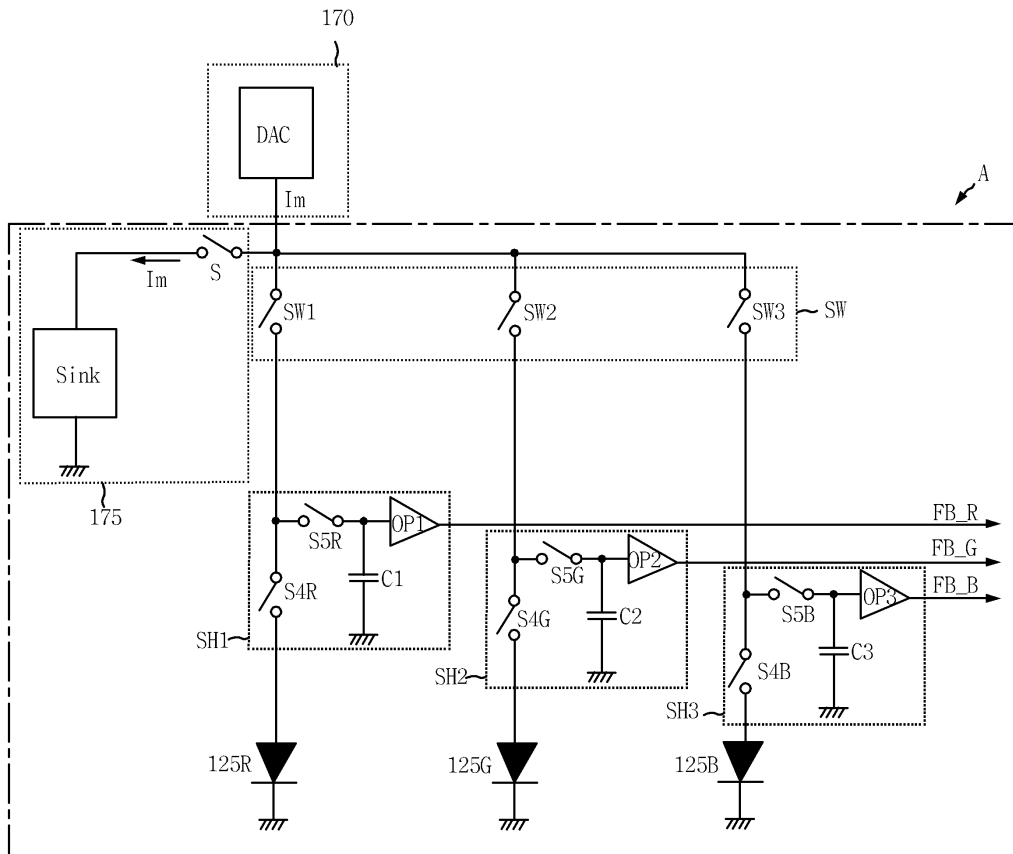 170
DAC
Im
A
S
Im
SW1
SW2
SW3
SW
Sink
175
S5R
OP1
FB_R
S4R
C1
SH1
S5G
OP2
FB_G
S4G
C2
SH2
S5B
OP3
FB_B
S4B
C3
SH3
125R
125G
125B